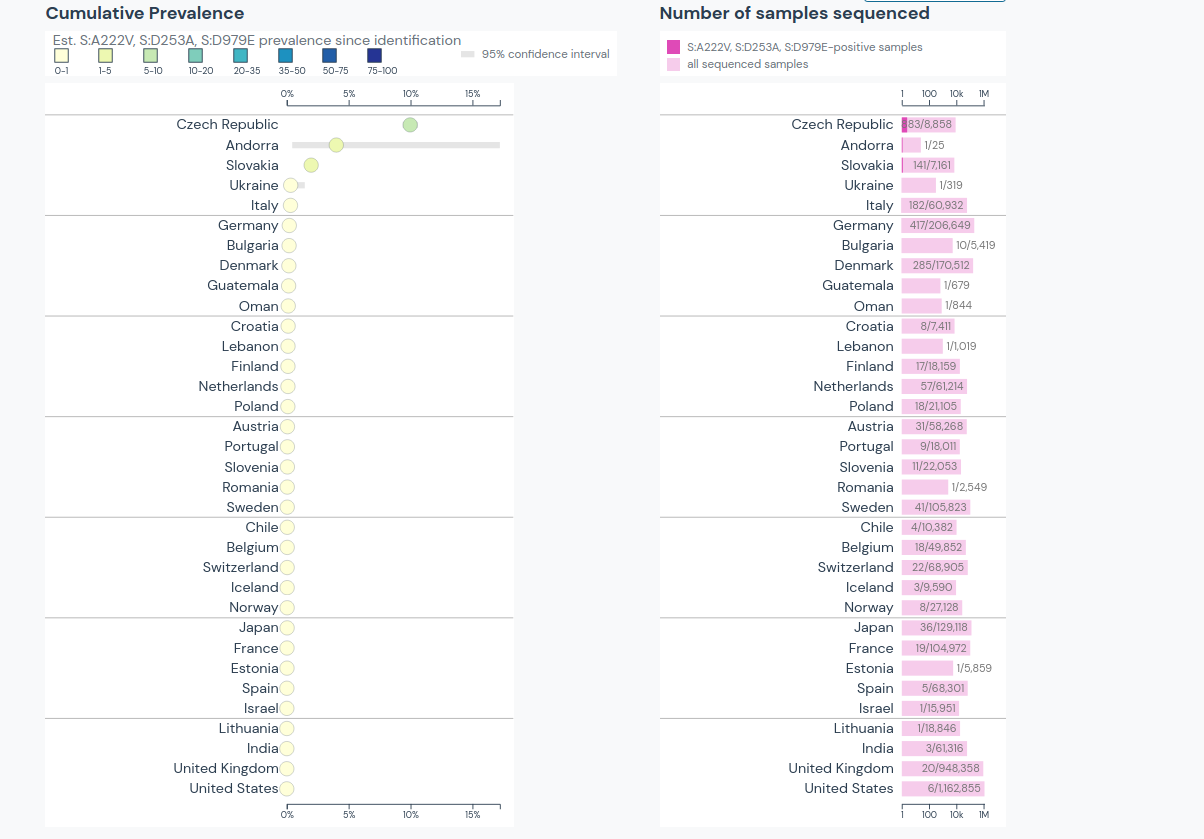 Cumulative Prevalence
Est. S:A222V, S:D253A, S:D979E prevalence since identification
0-1 1-5 5-10 10-20 20-35 35-50 50-75 75-100
95% confidence interval
0% 5% 10% 15%
Czech Republic
Andorra
Slovakia
Ukraine
Italy
Germany
Bulgaria
Denmark
Guatemala
Oman
Croatia
Lebanon
Finland
Netherlands
Poland
Austria
Portugal
Slovenia
Romania
Sweden
Chile
Belgium
Switzerland
Iceland
Norway
Japan
France
Estonia
Spain
Israel
Lithuania
India
United Kingdom
United States
0% 5% 10% 15%
Number of samples sequenced
S:A222V, S:D253A, S:D979E-positive samples
all sequenced samples
1 100 10k 1M
Czech Republic 883/8,858
Andorra 1/25
Slovakia 141/7,161
Ukraine 1/319
Italy 182/60,932
Germany 417/206,649
Bulgaria 10/5,419
Denmark 285/170,512
Guatemala 1/679
Oman 1/844
Croatia 8/7,411
Lebanon 1/1,019
Finland 17/18,159
Netherlands 57/61,214
Poland 18/21,105
Austria 31/58,268
Portugal 9/18,011
Slovenia 11/22,053
Romania 1/2,549
Sweden 41/105,823
Chile 4/10,382
Belgium 18/49,852
Switzerland 22/68,905
Iceland 3/9,590
Norway 8/27,128
Japan 36/129,118
France 19/104,972
Estonia 1/5,859
Spain 5/68,301
Israel 1/15,951
Lithuania 1/18,846
India 3/61,316
United Kingdom 20/948,358
United States 6/1,162,855
1 100 10k 1M